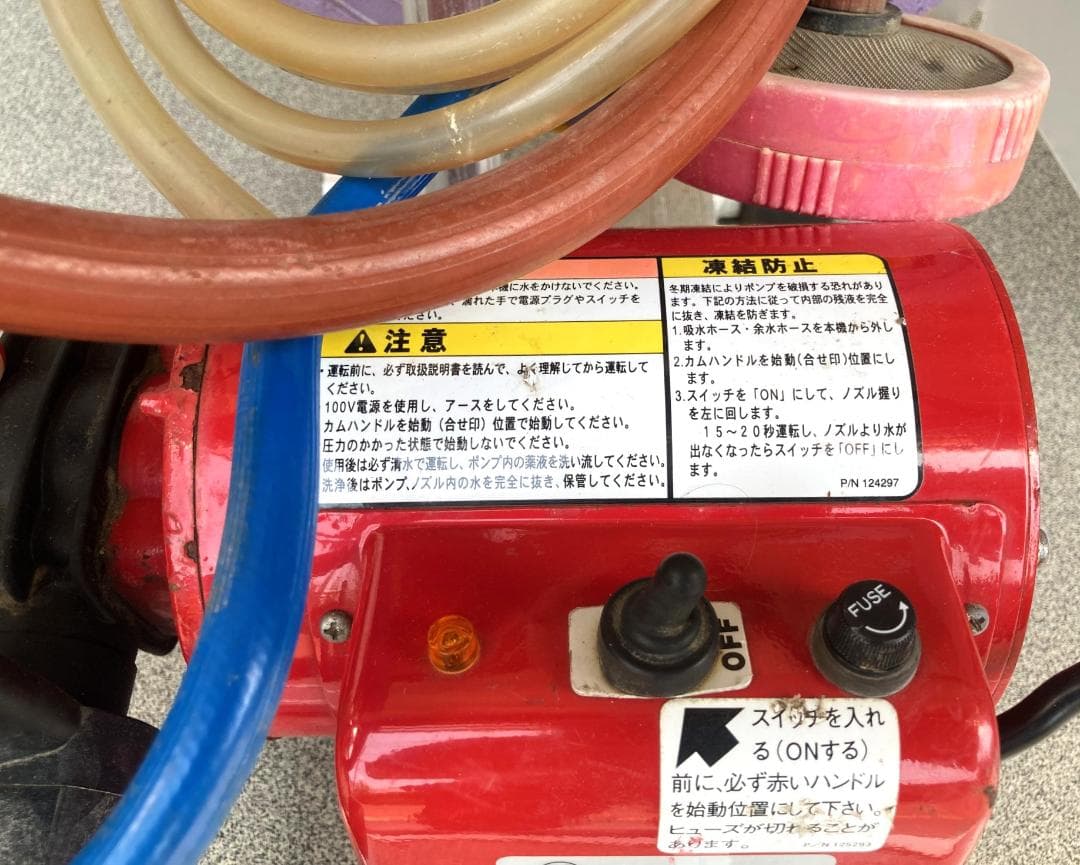 機に水をかけないでください。
濡れた手で電源プラグやスイッチを
ださい。
注意
・運転前に、必ず取扱説明書を読んで、よく理解してから運転して
ください。
100V電源を使用し、アースをしてください。
カムハンドルを始動(合せ印)位置で始動してください。
圧力のかかった状態で始動しないでください。
使用後は必ず清水で運転し、ポンプ内の薬液を洗い流してください。
洗浄後はポンプ、ノズル内の水を完全に抜き、保管してください。
凍結防止
冬期凍結によりポンプを破損する恐れがあり
ます。下記の方法に従って内部の残液を完全
に抜き、凍結を防ぎます。
1.吸水ホース・余水ホースを本機から外し
ます。
2.カムハンドルを始動(合せ印)位置にし
ます。
3.スイッチを「ON」にして、ノズル握り
を左に回します。
15〜20秒運転し、ノズルより水が
出なくなったらスイッチを「OFF」にし
ます。
P/N 124297
OFF
FUSE
スイッチを入れ
る(ONする)
前に、必ず赤いハンドル
を始動位置にして下さい。
ヒューズが切れることが
あります。
P/N 125293